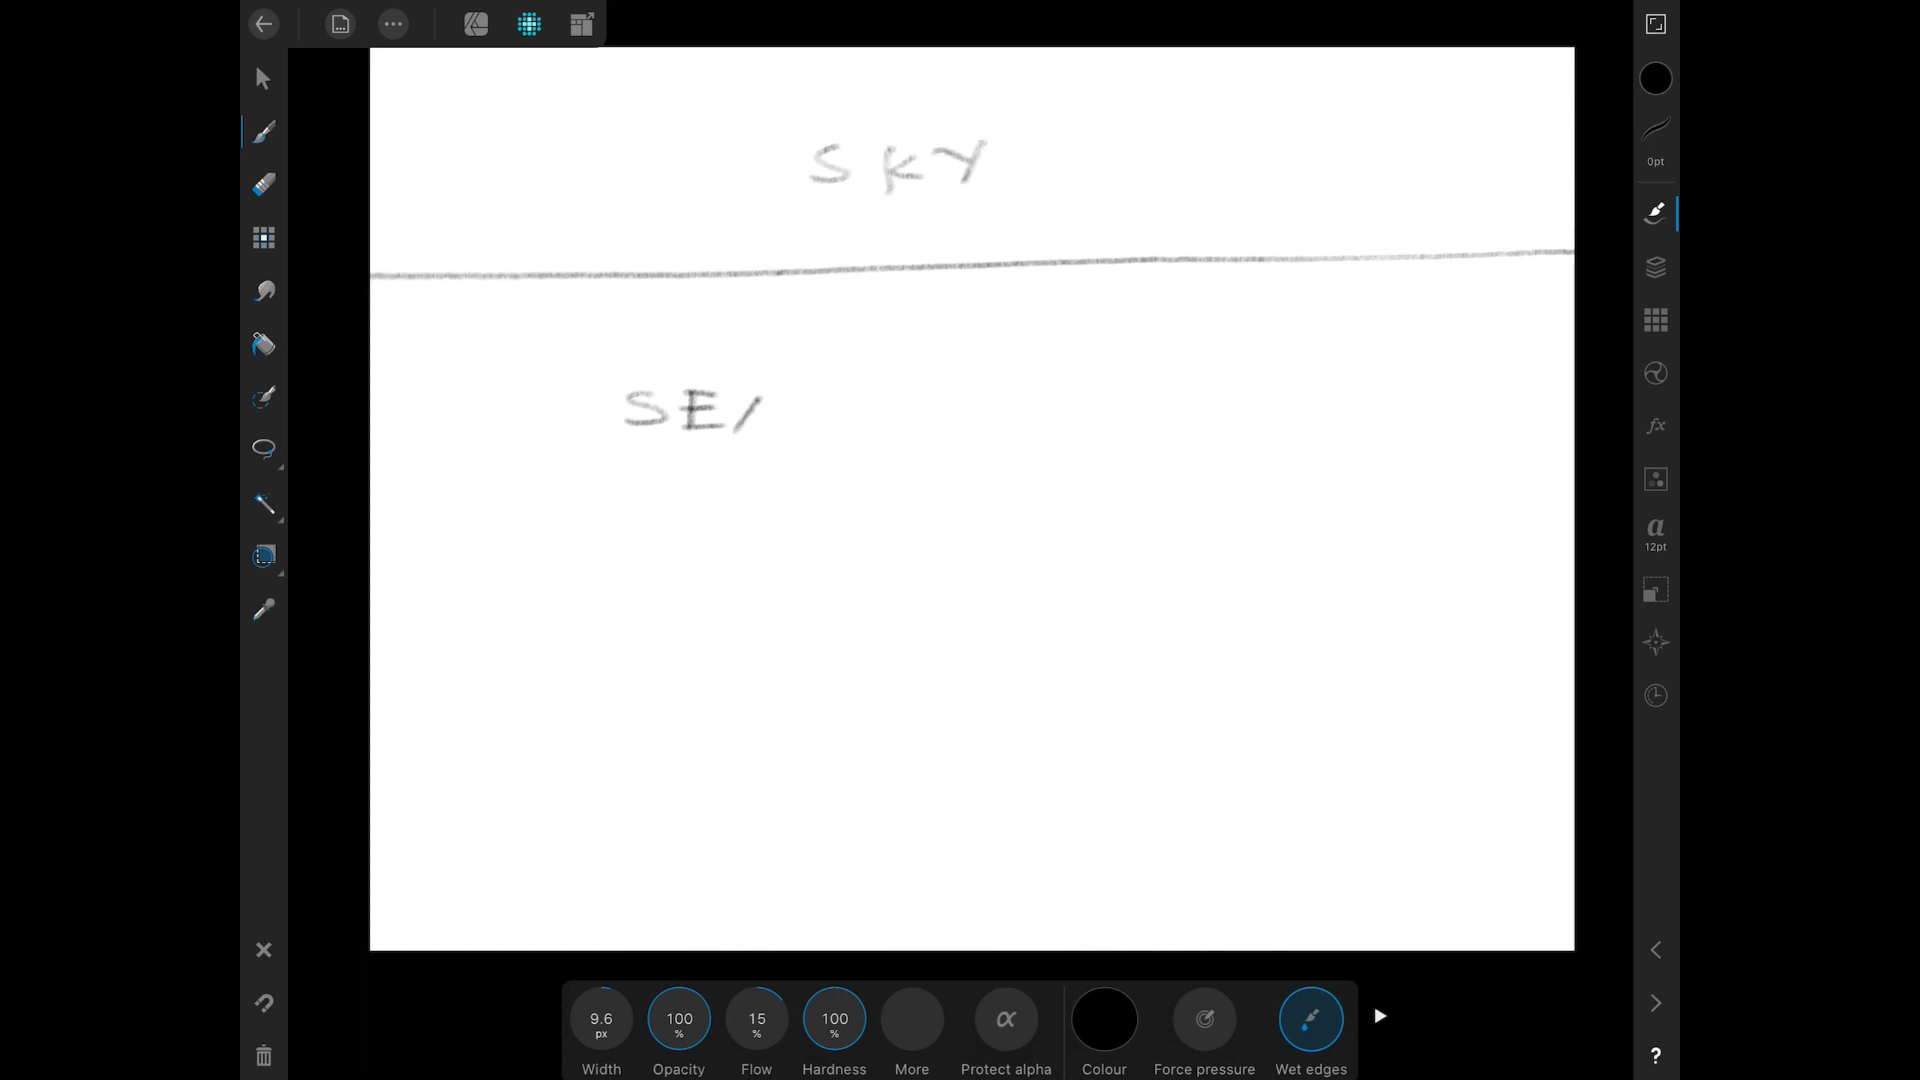 SKY
0pt
SE/
a
12pt
fx
9.6 px
100 %
15 %
100 %
α
Width
Opacity
Flow
Hardness
More
Protect alpha
Colour
Force pressure
Wet edges
?